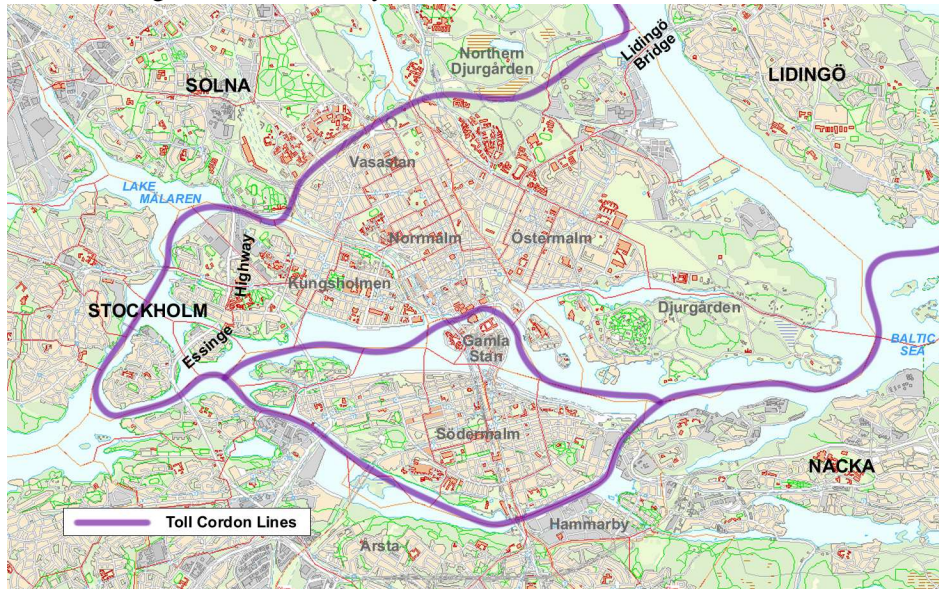 Northern
Djurgården
Lidingö
Bridge
SOLNA
LIDINGÖ
Vasastan
LAKE
MÄLAREN
Norrmalm
Östermalm
Highway
Kungsholmen
STOCKHOLM
Djurgården
Essinge
Gamla
Stan
BALTIC
SEA
Södermalm
NACKA
Toll Cordon Lines
Hammarby
Årsta